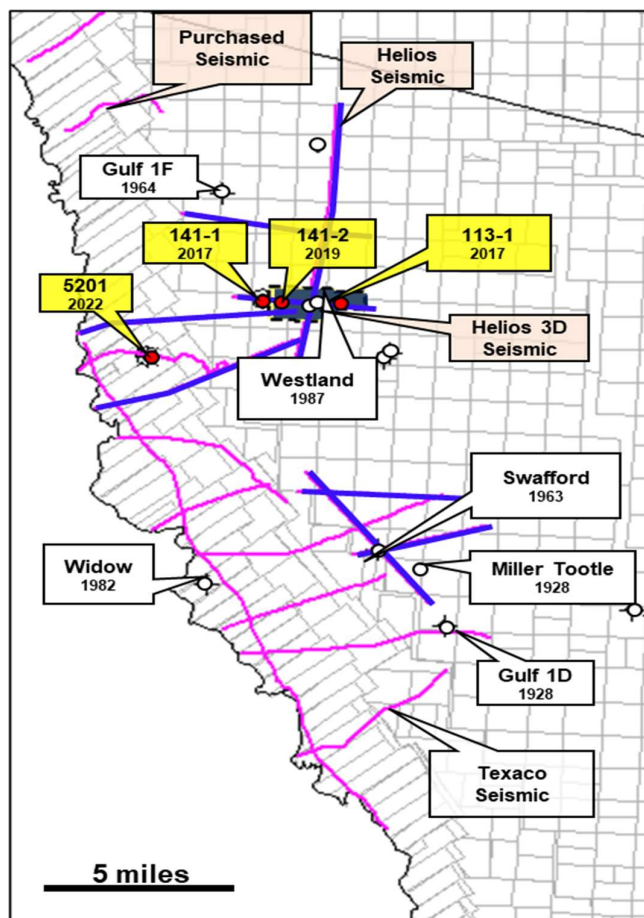 Purchased
Seismic
Helios
Seismic
Gulf 1F
1964
141-1
2017
141-2
2019
113-1
2017
5201
2022
Helios 3D
Seismic
Westland
1987
Swafford
1963
Widow
1982
Miller Tootle
1928
Gulf 1D
1928
Texaco
Seismic
5 miles